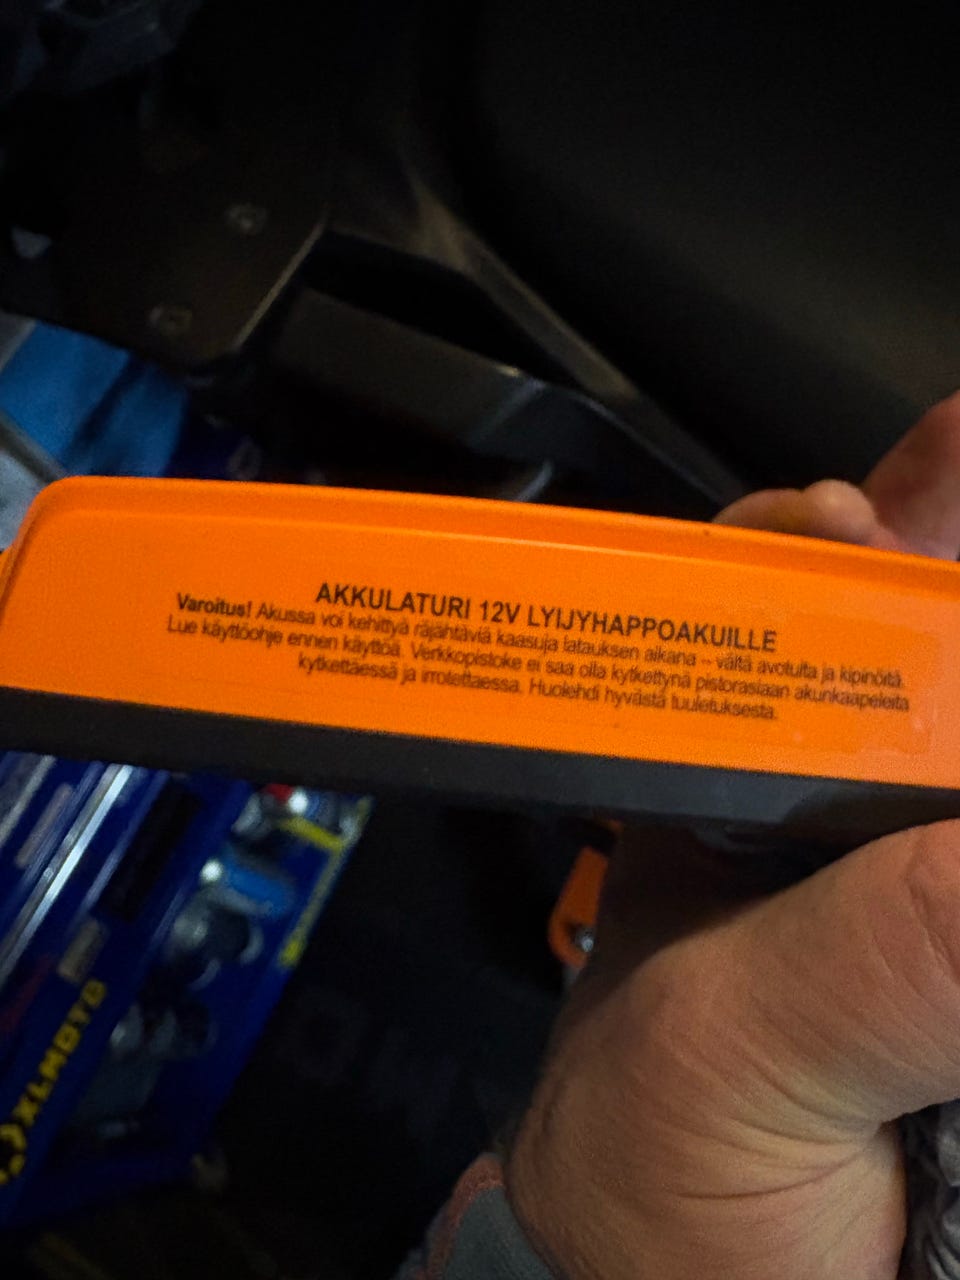 AKKULATURI 12V LYIJYHAPPOAKUILLE
Varoitus! Akussa voi kehittyä räjähtäviä kaasuja latauksen aikana – vältä avotulta ja kipinöitä.
Lue käyttöohje ennen käyttöä. Verkkopistoke ei saa olla kytkettynä pistorasiaan akunkaapeleita
kytkettäessä ja irrotettaessa. Huolehdi hyvästä tuuletuksesta.
XLMOTO